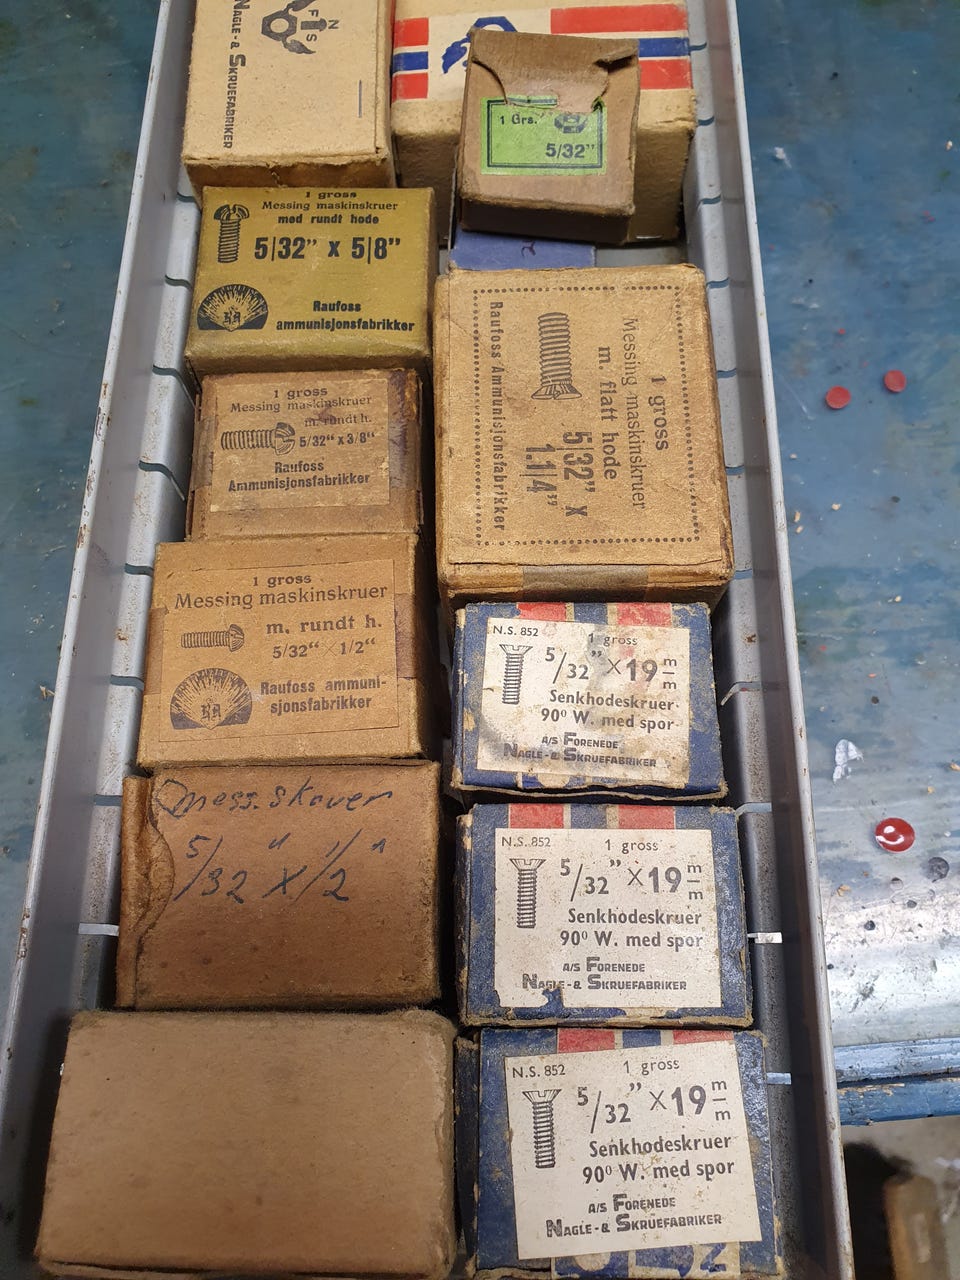 NAGLE- & SKRUEFABRIKER
F N S
1 Grs.
5/32"
1 gross
Messing maskinskruer
med rundt hode
5/32" x 5/8"
RA
Raufoss
ammunisjonsfabrikker
1 gross
Messing maskinskruer
m. rundt h.
5/32" x 3/8"
Raufoss
Ammunisjonsfabrikker
1 gross
Messing maskinskruer
m. flatt hode
5/32" x
1.1/4"
Raufoss Ammunisjonsfabrikker
1 gross
Messing maskinskruer
m. rundt h.
5/32" × 1/2"
RA
Raufoss ammuni-
sjonsfabrikker
N.S. 852
1 gross
5/32" × 19 m/m
Senkhodeskruer
90° W. med spor
A/S FORENEDE
NAGLE- & SKRUEFABRIKER
Mess. skruer
5/32" x 1/2"
N.S. 852
1 gross
5/32" × 19 m/m
Senkhodeskruer
90° W. med spor
A/S FORENEDE
NAGLE- & SKRUEFABRIKER
N.S. 852
1 gross
5/32" × 19 m/m
Senkhodeskruer
90° W. med spor
A/S FORENEDE
NAGLE- & SKRUEFABRIKER